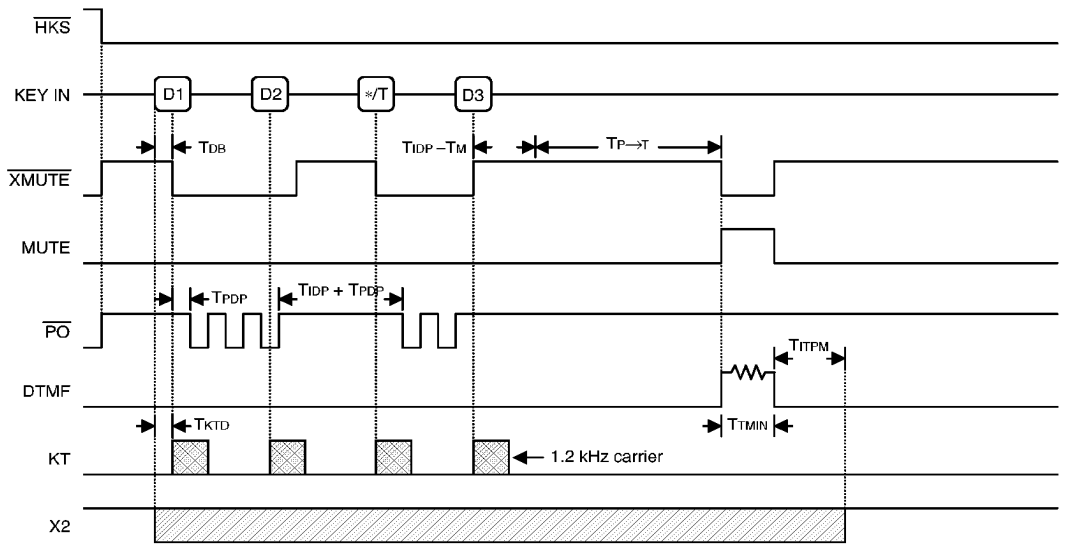 HKS
KEY IN D1 D2 */T D3
TDB TIDP –TM TP→T
XMUTE
MUTE
TPDP TIDP + TPDP
PO
TITPM
DTMF
TKTD TTMIN
KT 1.2 kHz carrier
X2